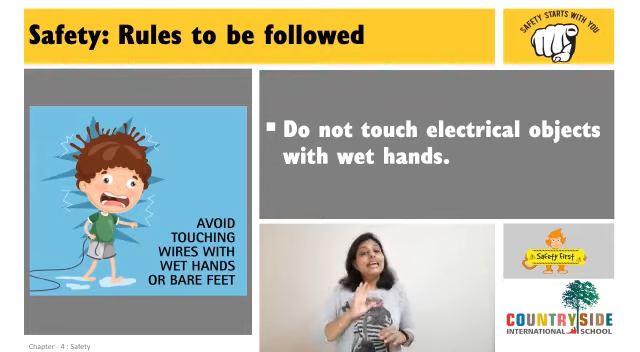 Safety: Rules to be followed
SAFETY STARTS WITH YOU
▪ Do not touch electrical objects
with wet hands.
AVOID
TOUCHING
WIRES WITH
WET HANDS
OR BARE FEET
Safety First
COUNTRYSIDE
INTERNATIONAL SCHOOL
Chapter - 4 : Safety